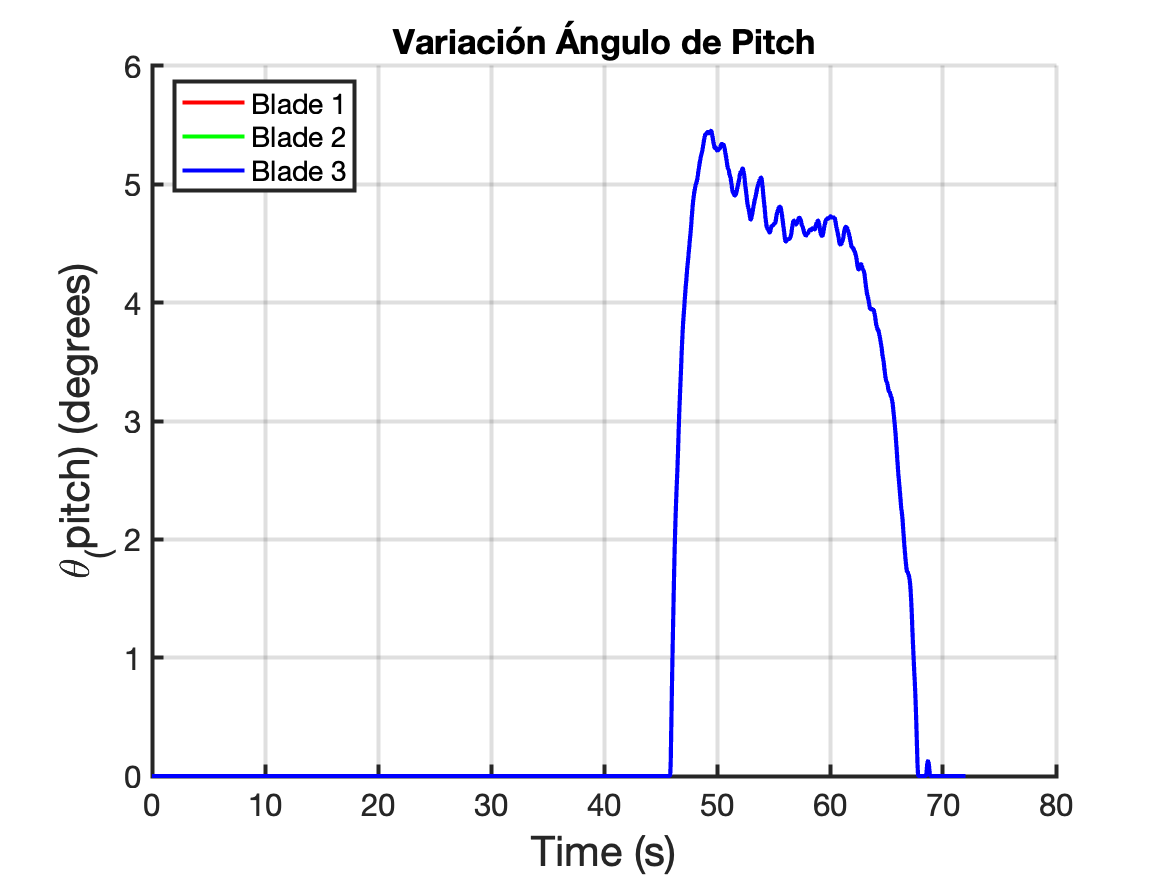 Variación Ángulo de Pitch
6
5
4
3
2
1
0
Blade 1
Blade 2
Blade 3
θ(pitch) (degrees)
0 10 20 30 40 50 60 70 80
Time (s)